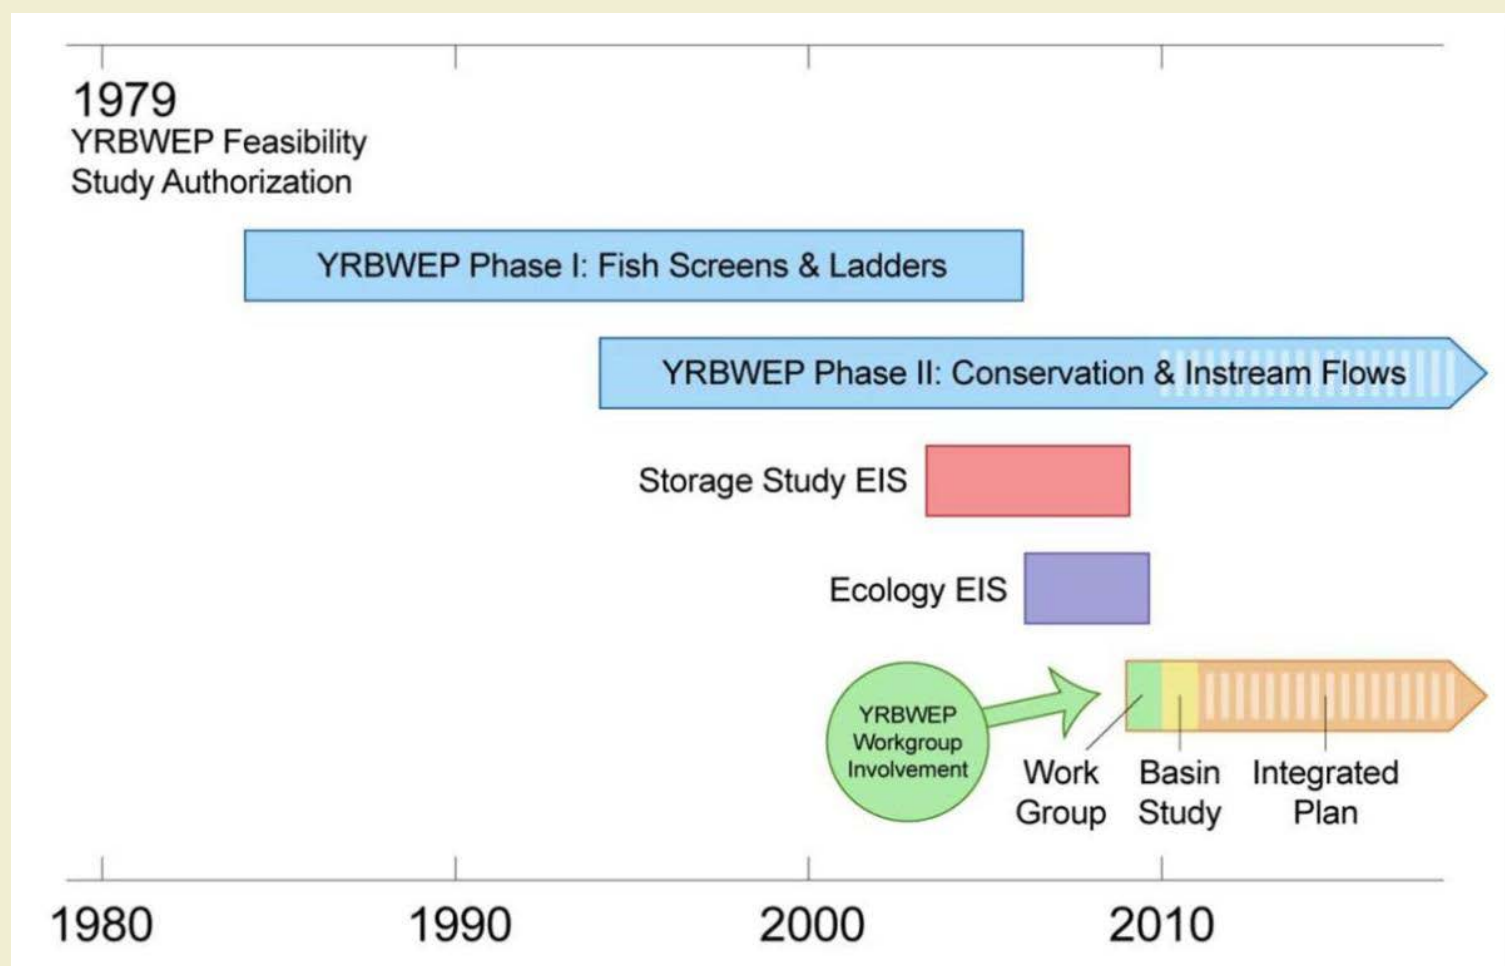 1979
YRBWEP Feasibility
Study Authorization
YRBWEP Phase I: Fish Screens & Ladders
YRBWEP Phase II: Conservation & Instream Flows
Storage Study EIS
Ecology EIS
YRBWEP
Workgroup
Involvement
Work
Group
Basin
Study
Integrated
Plan
1980 1990 2000 2010